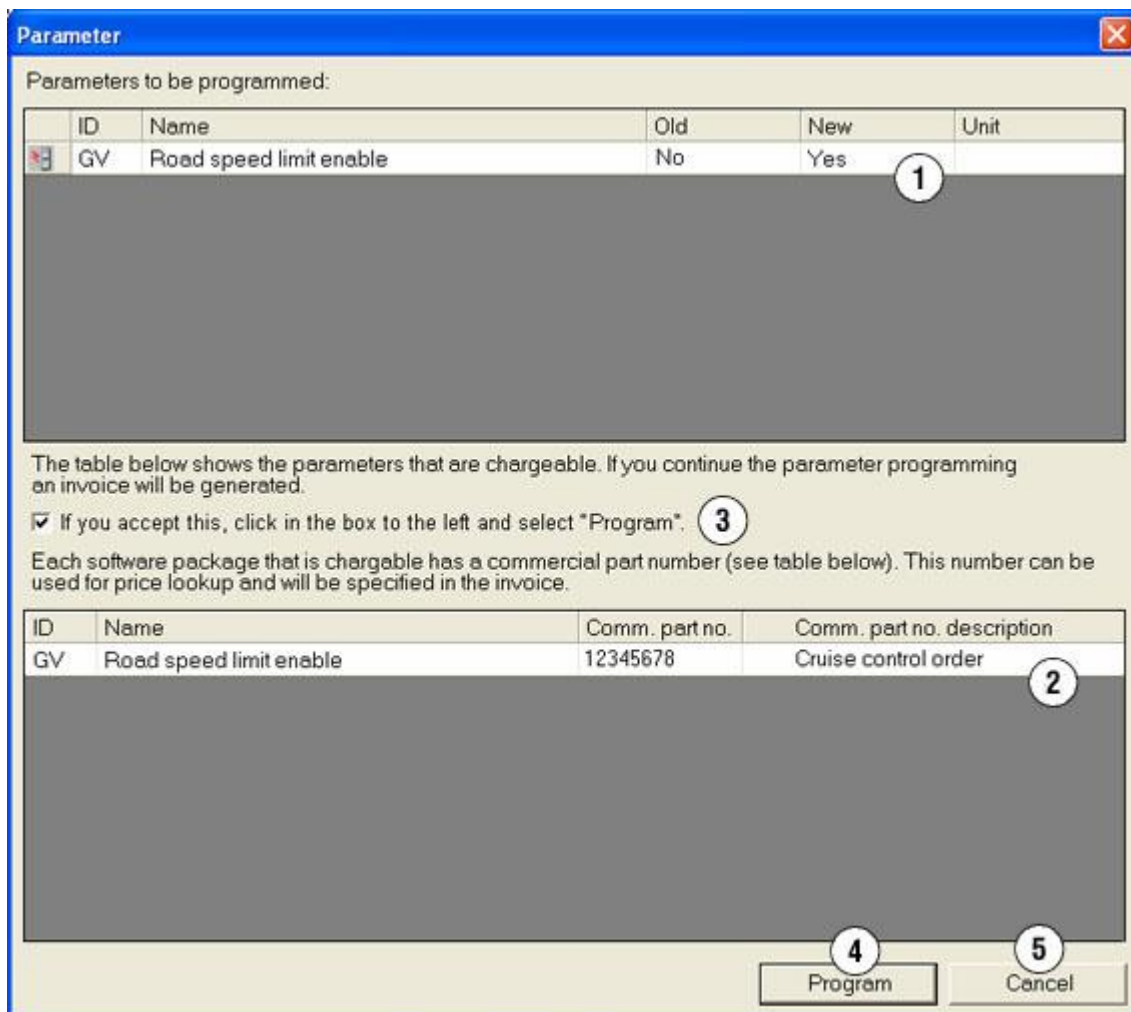 Parameter
Parameters to be programmed:
ID Name Old New Unit
GV Road speed limit enable No Yes
1
The table below shows the parameters that are chargeable. If you continue the parameter programming
an invoice will be generated.
If you accept this, click in the box to the left and select "Program". 3
Each software package that is chargable has a commercial part number (see table below). This number can be
used for price lookup and will be specified in the invoice.
ID Name Comm. part no. Comm. part no. description
GV Road speed limit enable 12345678 Cruise control order
2
4 5
Program Cancel